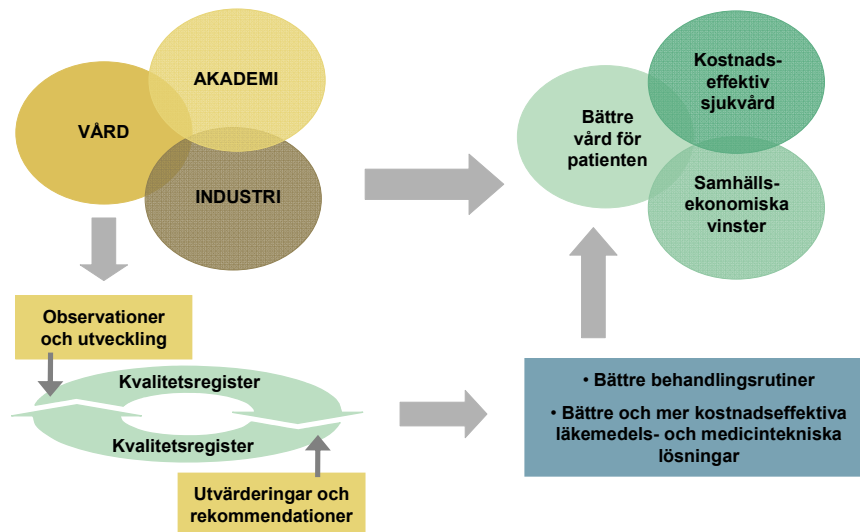 AKADEMI
VÅRD
INDUSTRI
Kostnads-
effektiv
sjukvård
Bättre
vård för
patienten
Samhälls-
ekonomiska
vinster
Observationer
och utveckling
Kvalitetsregister
Kvalitetsregister
Utvärderingar och
rekommendationer
• Bättre behandlingsrutiner
• Bättre och mer kostnadseffektiva
läkemedels- och medicintekniska
lösningar